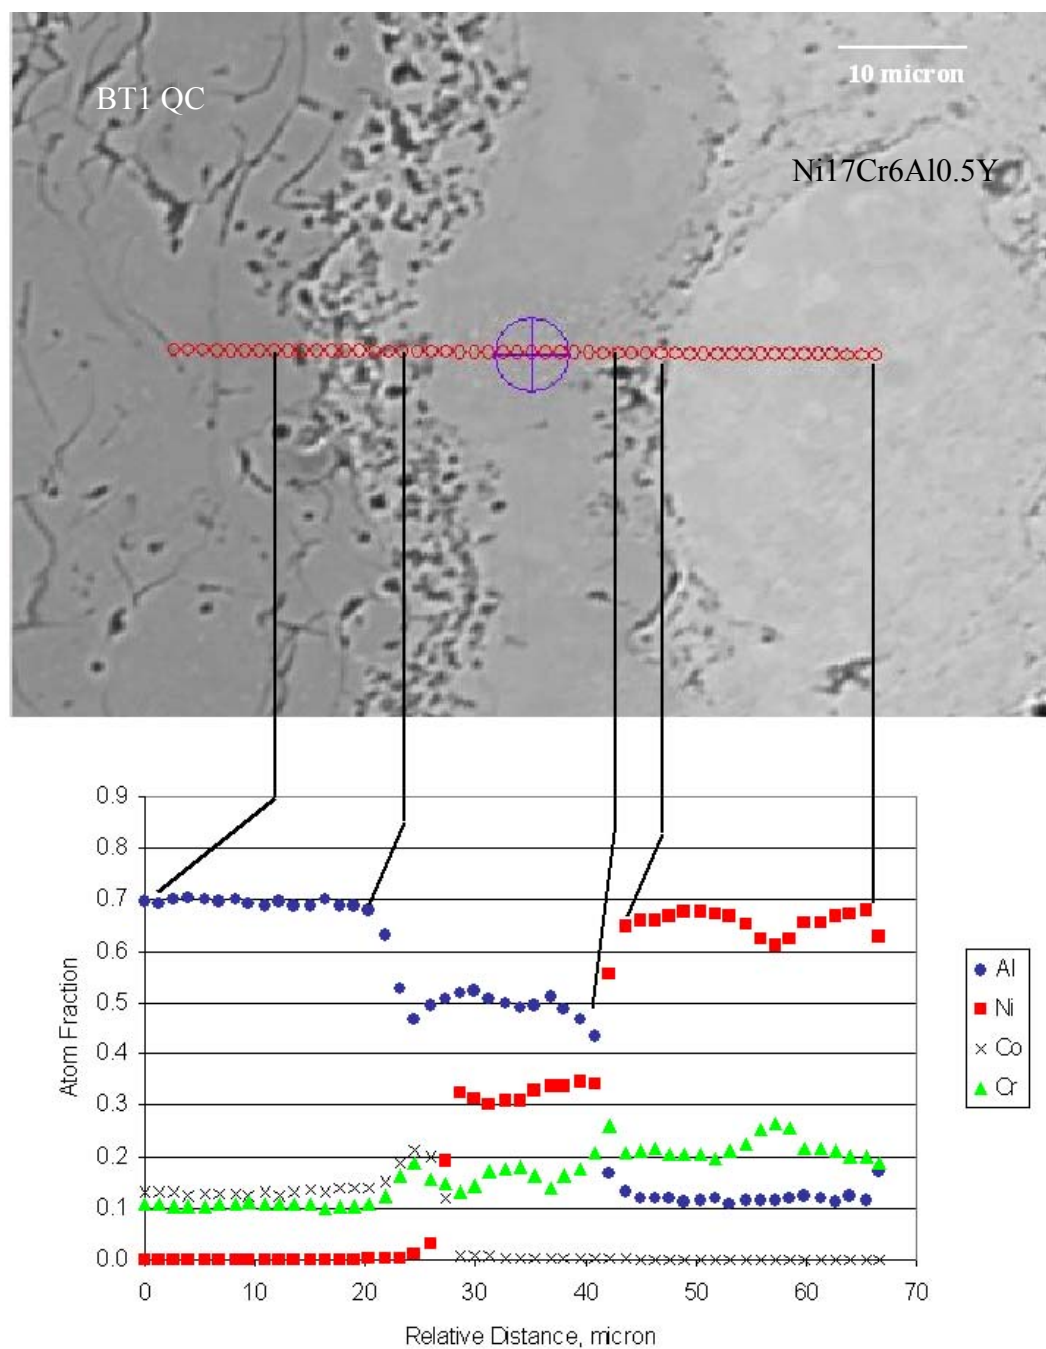 BT1 QC
10 micron
Ni17Cr6Al0.5Y
0.9
0.8
0.7
0.6
0.5
0.4
0.3
0.2
0.1
0.0
Atom Fraction
0 10 20 30 40 50 60 70
Relative Distance, micron
Al
Ni
Co
Cr